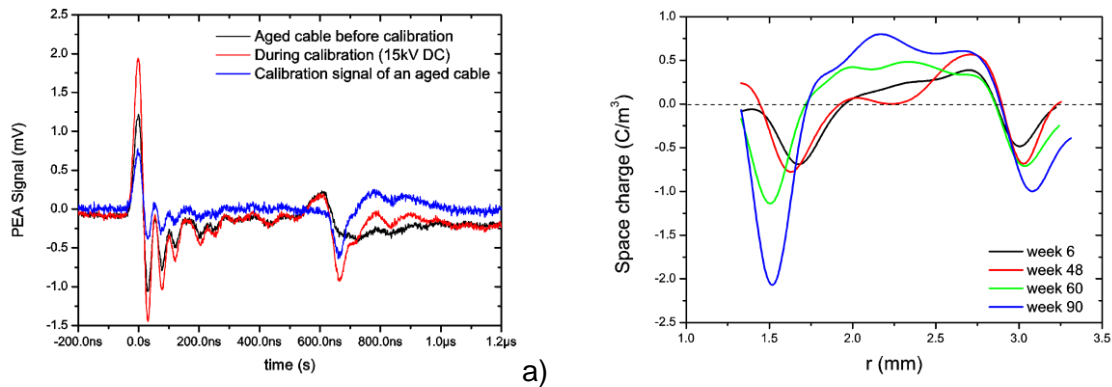 2.5
2.0
1.5
1.0
0.5
0.0
-0.5
-1.0
-1.5
PEA Signal (mV)
Aged cable before calibration
During calibration (15kV DC)
Calibration signal of an aged cable
-200.0ns 0.0s 200.0ns 400.0ns 600.0ns 800.0ns 1.0µs 1.2µs
time (s)
a)
1.0
0.5
0.0
-0.5
-1.0
-1.5
-2.0
-2.5
Space charge (C/m³)
week 6
week 48
week 60
week 90
1.0 1.5 2.0 2.5 3.0 3.5
r (mm)